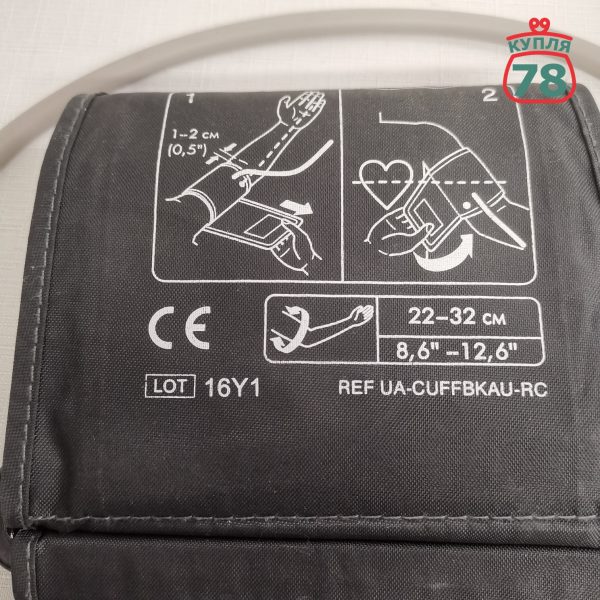 КУПЛЯ
78
1
2
1–2 см
(0,5")
CE
22–32 см
8,6" –12,6"
LOT 16Y1
REF UA-CUFFBKAU-RC